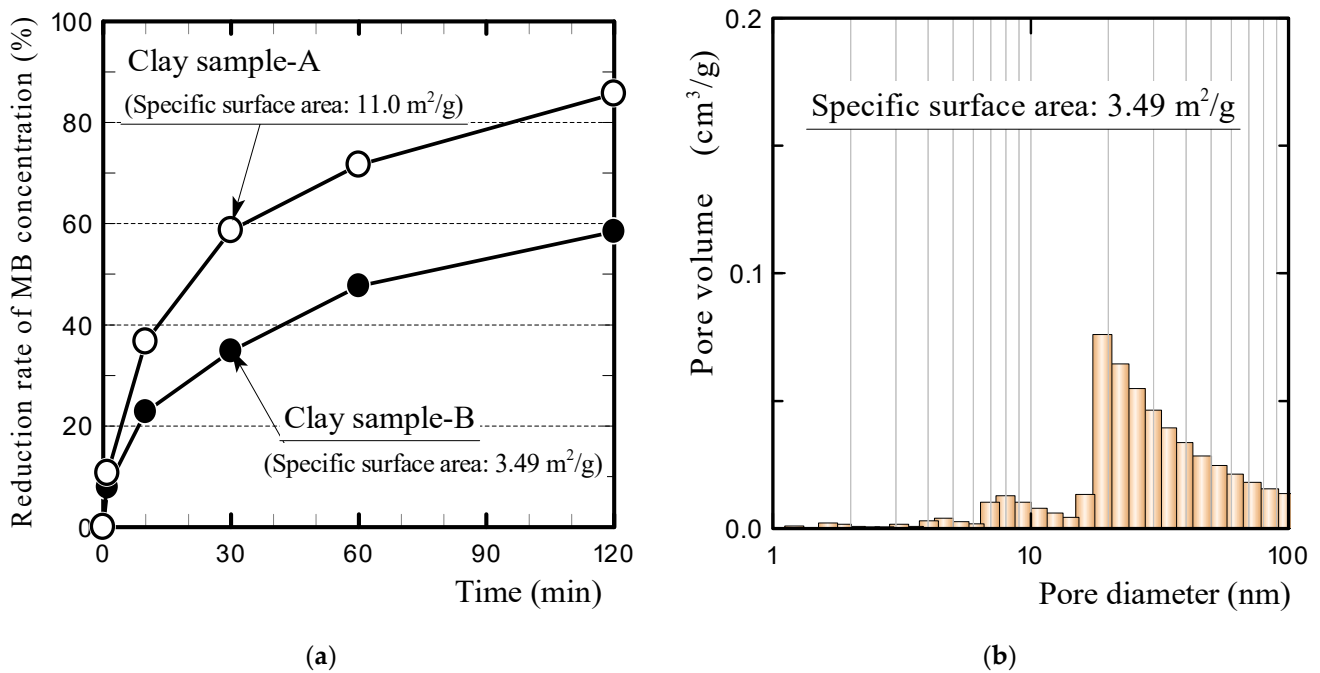 Reduction rate of MB concentration (%)
100
80
60
40
20
0
Clay sample-A
(Specific surface area: 11.0 m²/g)
Clay sample-B
(Specific surface area: 3.49 m²/g)
0 30 60 90 120
Time (min)
(a)
Pore volume (cm³/g)
0.2
0.1
0.0
Specific surface area: 3.49 m²/g
1 10 100
Pore diameter (nm)
(b)